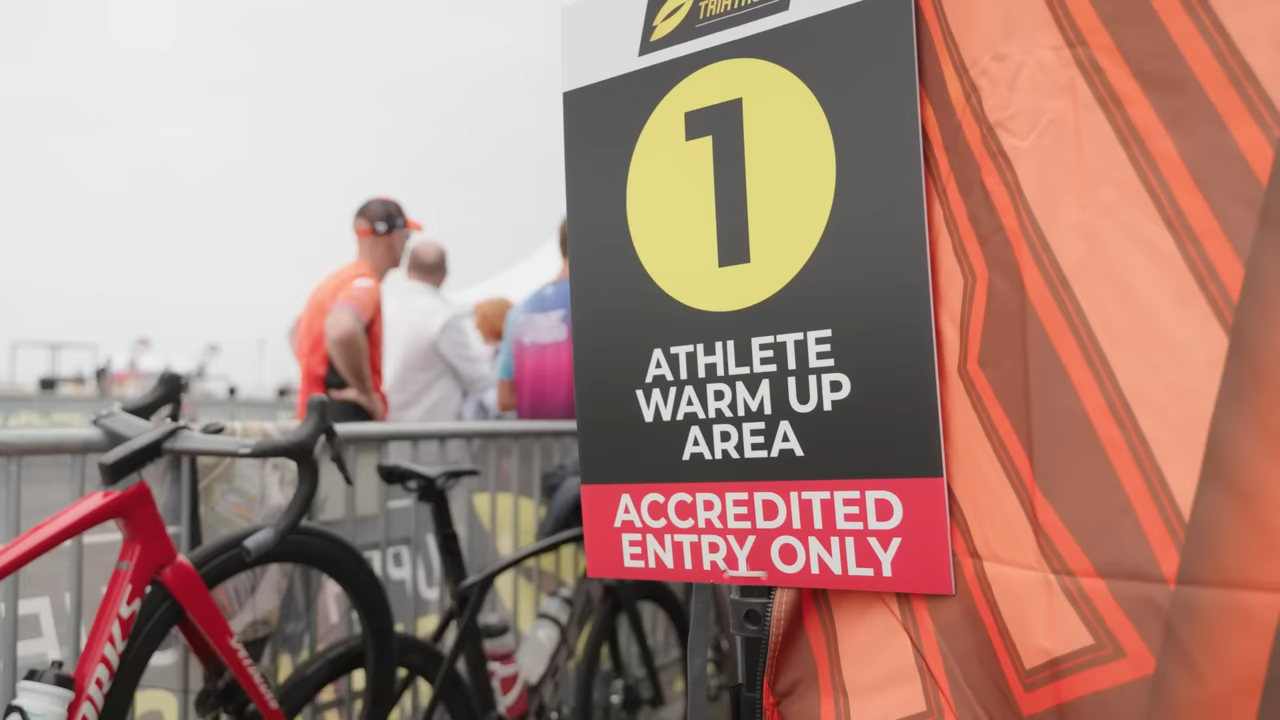 1
ATHLETE
WARM UP
AREA
ACCREDITED
ENTRY ONLY